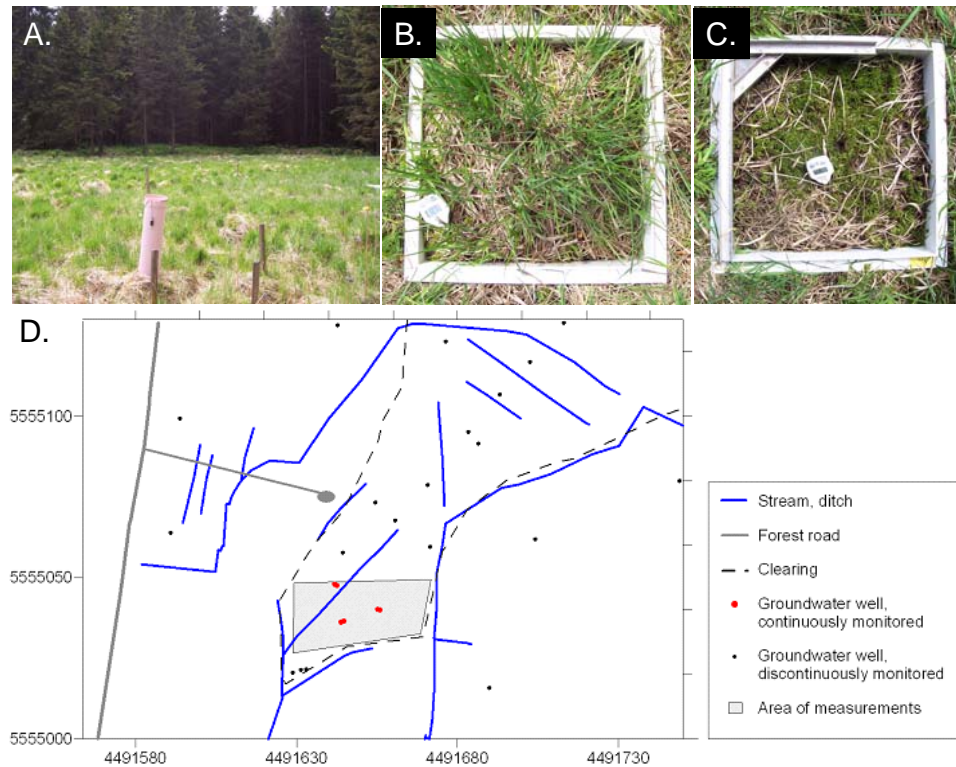 A.
B.
C.
D.
5555100
5555050
5555000
4491580
4491630
4491680
4491730
Stream, ditch
Forest road
Clearing
Groundwater well,
continuously monitored
Groundwater well,
discontinuously monitored
Area of measurements